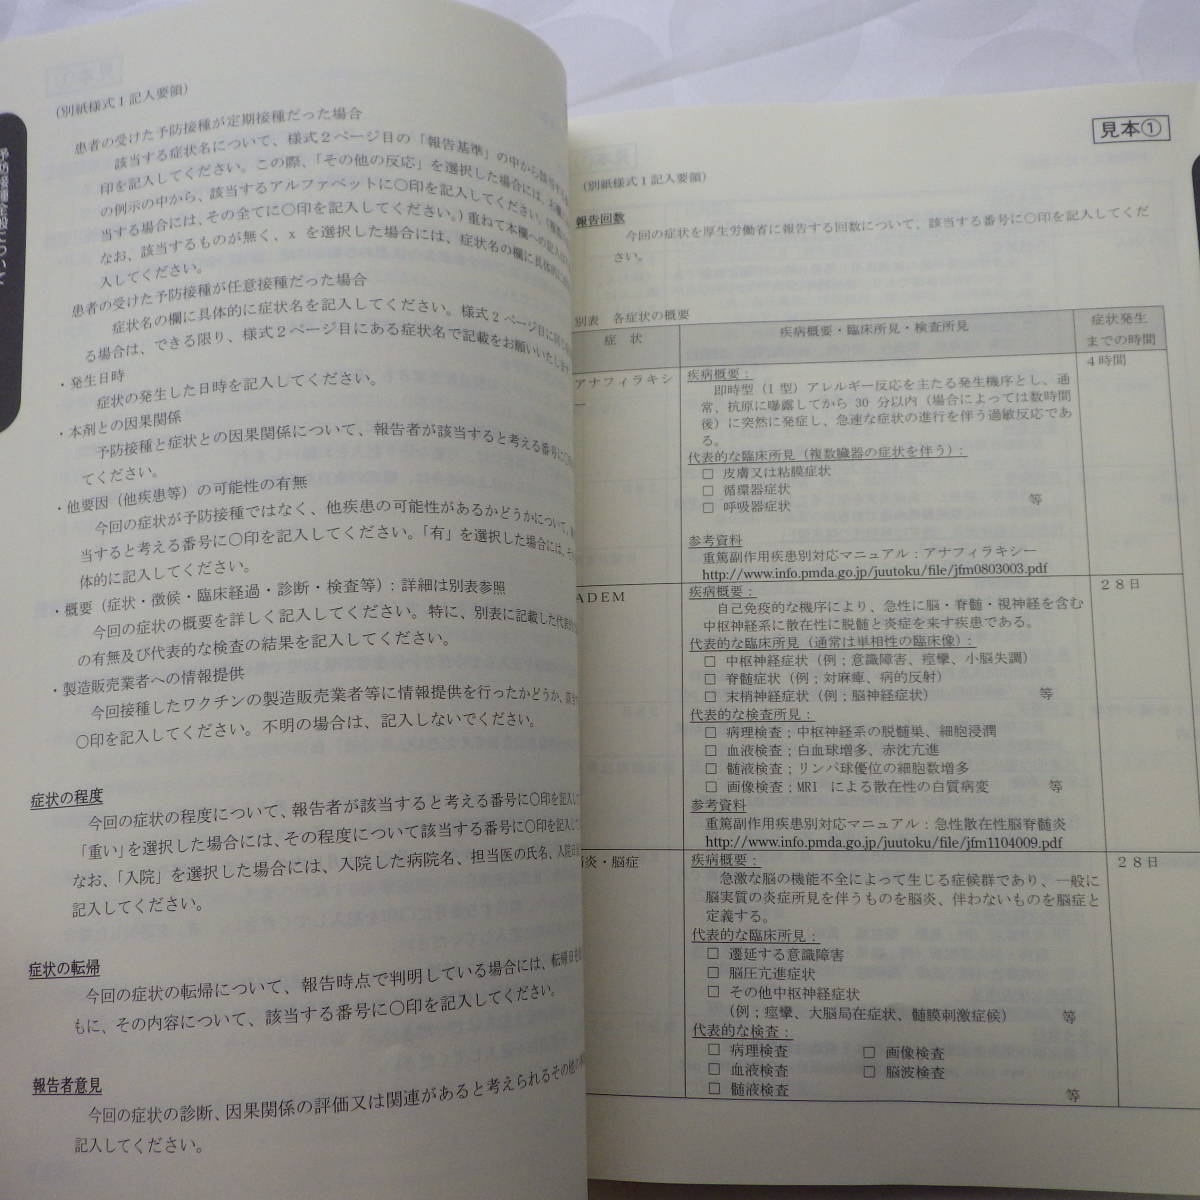 予防接種全般について
(別紙様式1記入要領)
患者の受けた予防接種が定期接種だった場合
該当する症状名について、様式2ページ目の「報告基準」の中から
印を記入してください。この際、「その他の反応」を選択した場合には、
の例示の中から、該当するアルファベットに○印を記入してください。
当する場合には、その全てに○印を記入してください。)重ねて本欄への記入は
なお、該当するものが無く、xを選択した場合には、症状名の欄に具体的に
入してください。
患者の受けた予防接種が任意接種だった場合
症状名の欄に具体的に症状名を記入してください。様式2ページ目に
る場合は、できる限り、様式2ページ目にある症状名で記載をお願いいたします
・発生日時
症状の発生した日時を記入してください。
・本剤との因果関係
予防接種と症状との因果関係について、報告者が該当すると考える番号に○
てください。
・他要因(他疾患等)の可能性の有無
今回の症状が予防接種ではなく、他疾患の可能性があるかどうかについて、
当すると考える番号に○印を記入してください。「有」を選択した場合には、
体的に記入してください。
・概要(症状・徴候・臨床経過・診断・検査等):詳細は別表参照
今回の症状の概要を詳しく記入してください。特に、別表に記載した代表的な
の有無及び代表的な検査の結果を記入してください。
・製造販売業者への情報提供
今回接種したワクチンの製造販売業者等に情報提供を行ったかどうか、
○印を記入してください。不明の場合は、記入しないでください。
症状の程度
今回の症状の程度について、報告者が該当すると考える番号に○印を記入し
「重い」を選択した場合には、その程度について該当する番号に○印を記入し
なお、「入院」を選択した場合には、入院した病院名、担当医の氏名、入院日
記入してください。
症状の転帰
今回の症状の転帰について、報告時点で判明している場合には、転帰日
もに、その内容について、該当する番号に○印を記入してください。
報告者意見
今回の症状の診断、因果関係の評価又は関連があると考えられるその他の
記入してください。
見本①
(別紙様式1記入要領)
報告回数
今回の症状を厚生労働省に報告する回数について、該当する番号に○印を記入してくだ
さい。
別表 各症状の概要
症 状 疾病概要・臨床所見・検査所見 症状発生
までの時間
アナフィラキシ
ー
疾病概要:
即時型(I型)アレルギー反応を主たる発生機序とし、通
常、抗原に曝露してから30分以内(場合によっては数時間
後)に突然に発症し、急速な症状の進行を伴う過敏反応であ
る。
代表的な臨床所見(複数臓器の症状を伴う):
□ 皮膚又は粘膜症状
□ 循環器症状
□ 呼吸器症状 等
参考資料
重篤副作用疾患別対応マニュアル:アナフィラキシー
http://www.info.pmda.go.jp/juutoku/file/jfm0803003.pdf
4時間
ADEM
疾病概要:
自己免疫的な機序により、急性に脳・脊髄・視神経を含む
中枢神経系に散在性に脱髄と炎症を来す疾患である。
代表的な臨床所見(通常は単相性の臨床像):
□ 中枢神経症状(例;意識障害、痙攣、小脳失調)
□ 脊髄症状(例;対麻痺、病的反射)
□ 末梢神経症状(例;脳神経症状) 等
代表的な検査所見:
□ 病理検査;中枢神経系の脱髄巣、細胞浸潤
□ 血液検査;白血球増多、赤沈亢進
□ 髄液検査;リンパ球優位の細胞数増多
□ 画像検査;MRI による散在性の白質病変 等
参考資料
重篤副作用疾患別対応マニュアル:急性散在性脳脊髄炎
http://www.info.pmda.go.jp/juutoku/file/jfm1104009.pdf
28日
炎・脳症
疾病概要:
急激な脳の機能不全によって生じる症候群であり、一般に
脳実質の炎症所見を伴うものを脳炎、伴わないものを脳症と
定義する。
代表的な臨床所見:
□ 遷延する意識障害
□ 脳圧亢進症状
□ その他中枢神経症状
(例;痙攣、大脳局在症状、髄膜刺激症候) 等
代表的な検査:
□ 病理検査 □ 画像検査
□ 血液検査 □ 脳波検査
□ 髄液検査 等
28日